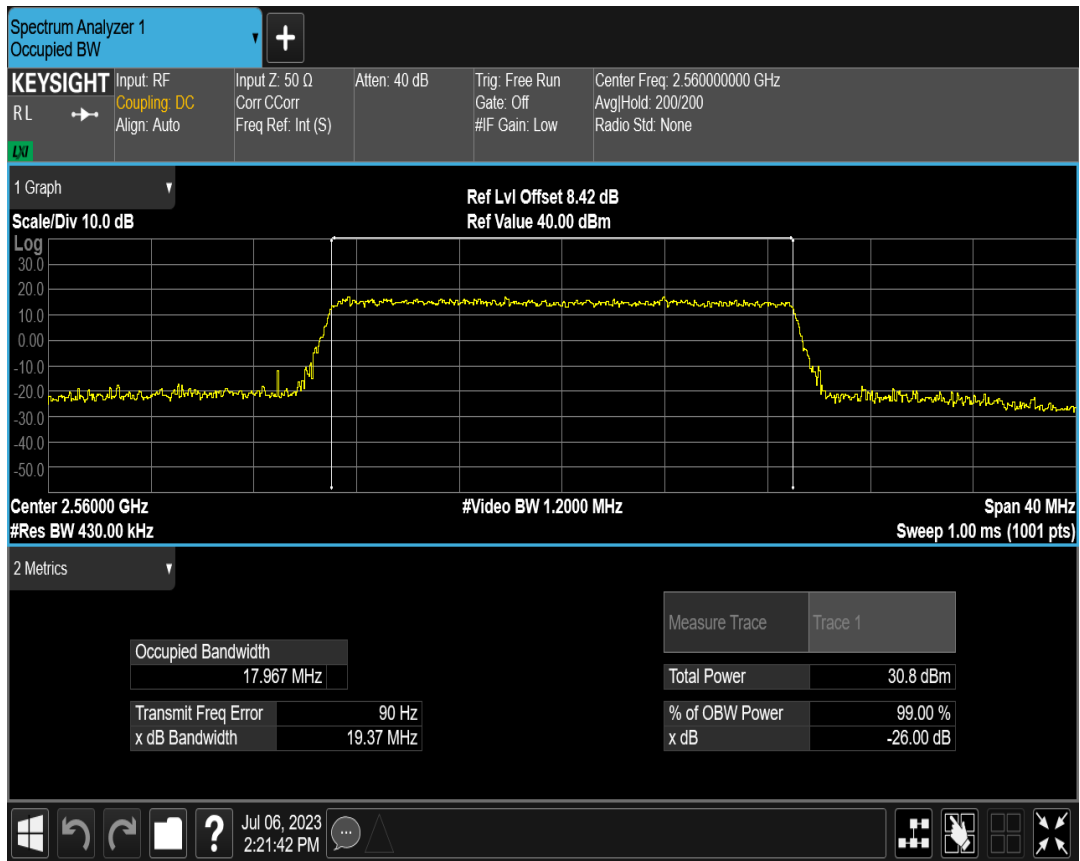 Spectrum Analyzer 1
Occupied BW
+
KEYSIGHT
RL
LXI
Input: RF
Coupling: DC
Align: Auto
Input Z: 50 Ω
Corr CCorr
Freq Ref: Int (S)
Atten: 40 dB
Trig: Free Run
Gate: Off
#IF Gain: Low
Center Freq: 2.560000000 GHz
Avg|Hold: 200/200
Radio Std: None
1 Graph
Scale/Div 10.0 dB
Ref Lvl Offset 8.42 dB
Ref Value 40.00 dBm
Log
30.0
20.0
10.0
0.00
-10.0
-20.0
-30.0
-40.0
-50.0
Center 2.56000 GHz
#Video BW 1.2000 MHz
Span 40 MHz
#Res BW 430.00 kHz
Sweep 1.00 ms (1001 pts)
2 Metrics
Measure Trace Trace 1
Occupied Bandwidth
17.967 MHz
Total Power 30.8 dBm
Transmit Freq Error 90 Hz
% of OBW Power 99.00 %
x dB Bandwidth 19.37 MHz
x dB -26.00 dB
?
Jul 06, 2023
2:21:42 PM